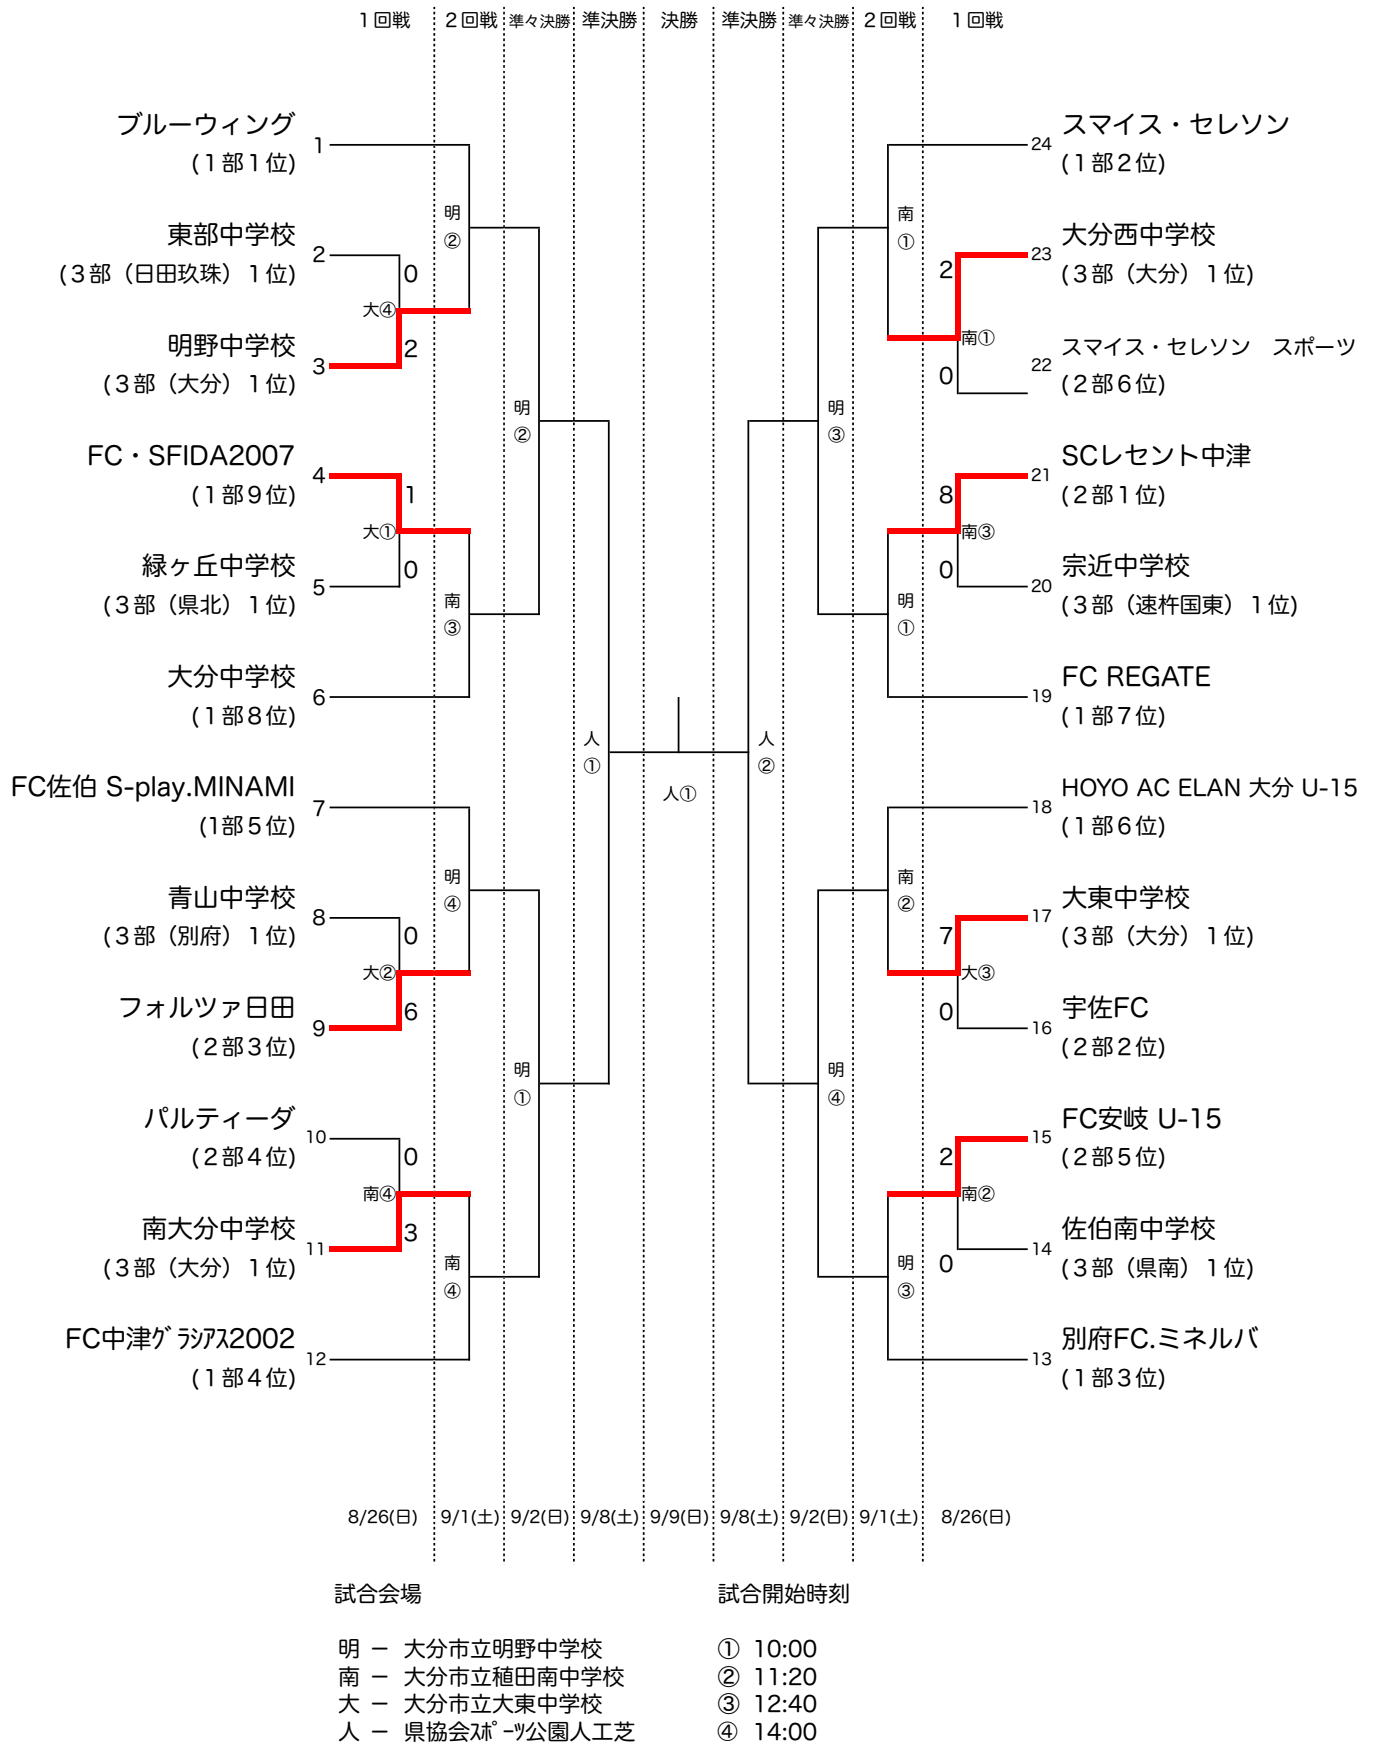 1回戦 2回戦 準々決勝 準決勝 決勝 準決勝 準々決勝 2回戦 1回戦
ブルーウィング
(1部1位)
1
東部中学校
(3部（日田玖珠）1位)
2
0
大④
明野中学校
(3部（大分）1位)
3
2
明
②
FC・SFIDA2007
(1部9位)
4
1
大①
緑ヶ丘中学校
(3部（県北）1位)
5
0
南
③
大分中学校
(1部8位)
6
明
②
FC佐伯 S-play.MINAMI
(1部5位)
7
青山中学校
(3部（別府）1位)
8
0
大②
フォルツァ日田
(2部3位)
9
6
明
④
パルティーダ
(2部4位)
10
0
南④
南大分中学校
(3部（大分）1位)
11
3
南
④
FC中津ｸﾞﾗｼｱｽ2002
(1部4位)
12
明
①
人
①
人①
人
②
スマイス・セレソン
24
(1部2位)
南
①
大分西中学校
23
(3部（大分）1位)
2
南①
スマイス・セレソン　スポーツ
22
(2部6位)
0
明
③
SCレセント中津
21
(2部1位)
8
南③
宗近中学校
20
(3部（速杵国東）1位)
0
明
①
FC REGATE
19
(1部7位)
HOYO AC ELAN 大分 U-15
18
(1部6位)
南
②
大東中学校
17
(3部（大分）1位)
7
大③
宇佐FC
16
(2部2位)
0
明
④
FC安岐 U-15
15
(2部5位)
2
南②
佐伯南中学校
14
(3部（県南）1位)
0
明
③
別府FC.ミネルバ
13
(1部3位)
8/26(日) 9/1(土) 9/2(日) 9/8(土) 9/9(日) 9/8(土) 9/2(日) 9/1(土) 8/26(日)
試合会場
明 － 大分市立明野中学校
南 － 大分市立稙田南中学校
大 － 大分市立大東中学校
人 － 県協会ｽﾎﾟｰﾂ公園人工芝
試合開始時刻
① 10:00
② 11:20
③ 12:40
④ 14:00